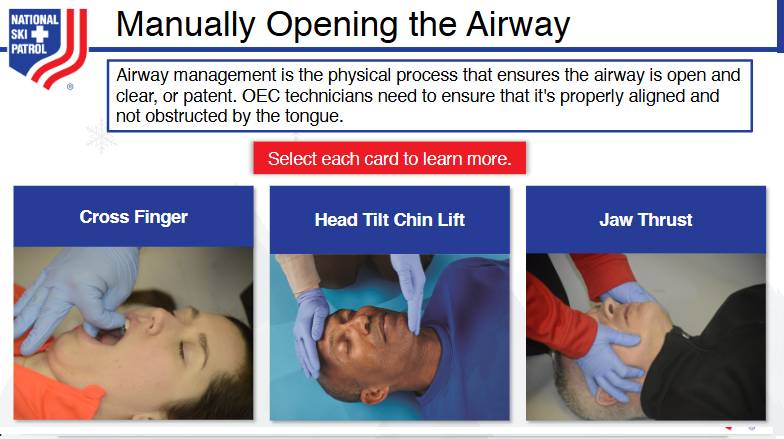 NATIONAL
SKI
PATROL
®
Manually Opening the Airway
Airway management is the physical process that ensures the airway is open and
clear, or patent. OEC technicians need to ensure that it's properly aligned and
not obstructed by the tongue.
Select each card to learn more.
Cross Finger
Head Tilt Chin Lift
Jaw Thrust